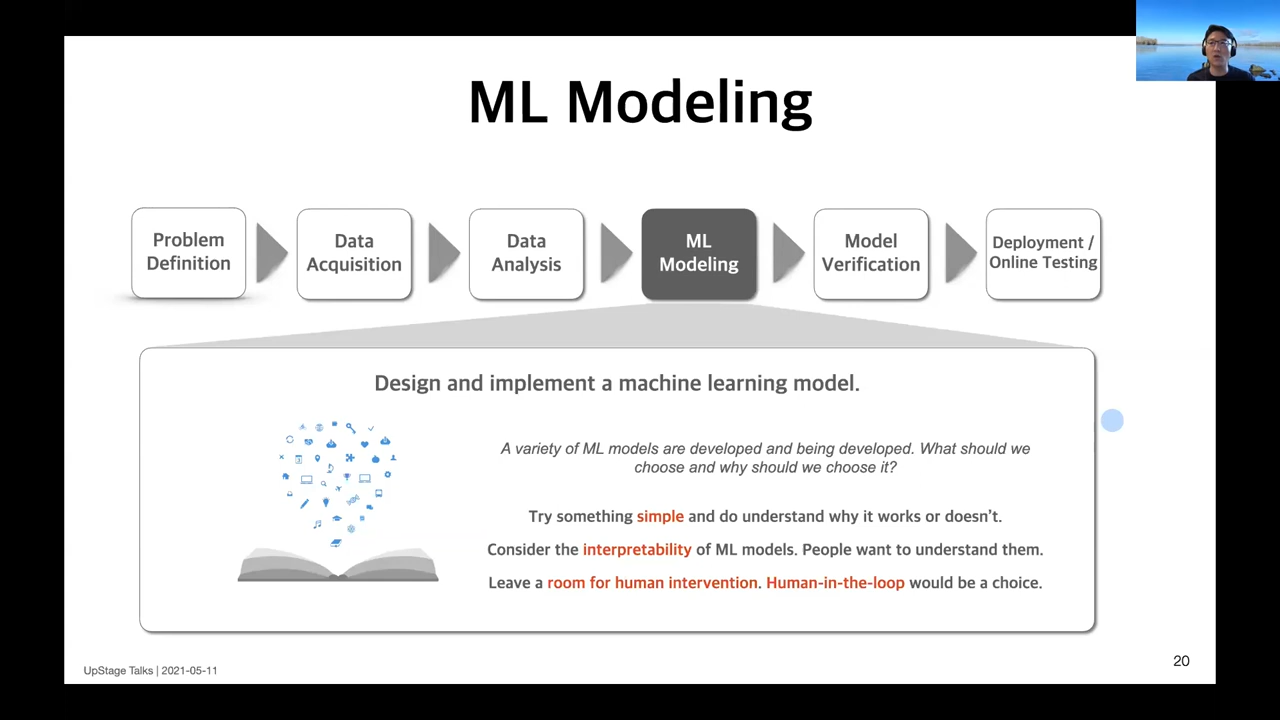 ML Modeling
Problem
Definition
Data
Acquisition
Data
Analysis
ML
Modeling
Model
Verification
Deployment /
Online Testing
Design and implement a machine learning model.
A variety of ML models are developed and being developed. What should we
choose and why should we choose it?
Try something simple and do understand why it works or doesn't.
Consider the interpretability of ML models. People want to understand them.
Leave a room for human intervention. Human-in-the-loop would be a choice.
UpStage Talks | 2021-05-11
20